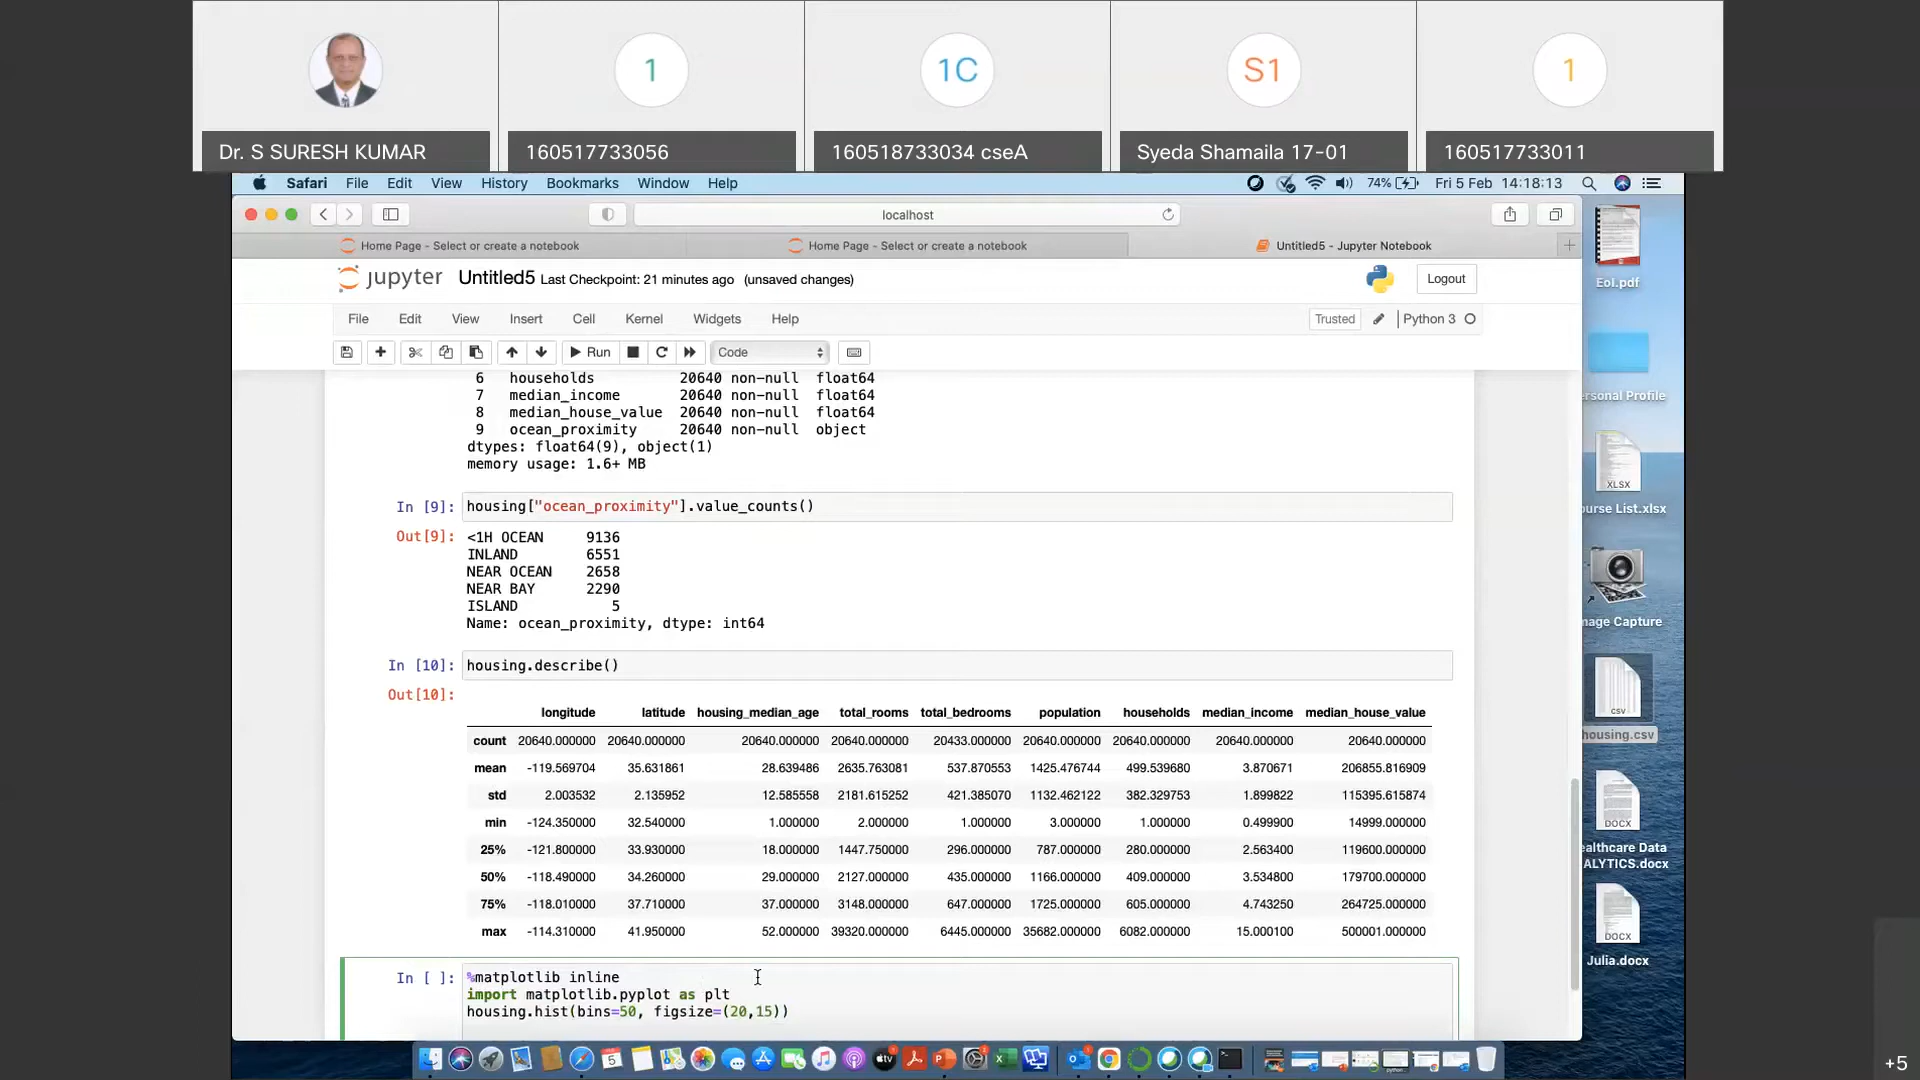 1
1C
S1
1
Dr. S SURESH KUMAR
160517733056
160518733034 cseA
Syeda Shamaila 17-01
160517733011
Safari File Edit View History Bookmarks Window Help
74% Fri 5 Feb 14:18:13
localhost
Home Page - Select or create a notebook
Home Page - Select or create a notebook
Untitled5 - Jupyter Notebook
jupyter Untitled5 Last Checkpoint: 21 minutes ago (unsaved changes)
Logout
File Edit View Insert Cell Kernel Widgets Help
Trusted
Python 3
Run
Code
6 households 20640 non-null float64
7 median_income 20640 non-null float64
8 median_house_value 20640 non-null float64
9 ocean_proximity 20640 non-null object
dtypes: float64(9), object(1)
memory usage: 1.6+ MB
In [9]: housing["ocean_proximity"].value_counts()
Out[9]: <1H OCEAN 9136
INLAND 6551
NEAR OCEAN 2658
NEAR BAY 2290
ISLAND 5
Name: ocean_proximity, dtype: int64
In [10]: housing.describe()
Out[10]:
longitude latitude housing_median_age total_rooms total_bedrooms population households median_income median_house_value
count 20640.000000 20640.000000 20640.000000 20640.000000 20433.000000 20640.000000 20640.000000 20640.000000 20640.000000
mean -119.569704 35.631861 28.639486 2635.763081 537.870553 1425.476744 499.539680 3.870671 206855.816909
std 2.003532 2.135952 12.585558 2181.615252 421.385070 1132.462122 382.329753 1.899822 115395.615874
min -124.350000 32.540000 1.000000 2.000000 1.000000 3.000000 1.000000 0.499900 14999.000000
25% -121.800000 33.930000 18.000000 1447.750000 296.000000 787.000000 280.000000 2.563400 119600.000000
50% -118.490000 34.260000 29.000000 2127.000000 435.000000 1166.000000 409.000000 3.534800 179700.000000
75% -118.010000 37.710000 37.000000 3148.000000 647.000000 1725.000000 605.000000 4.743250 264725.000000
max -114.310000 41.950000 52.000000 39320.000000 6445.000000 35682.000000 6082.000000 15.000100 500001.000000
In [ ]: %matplotlib inline
import matplotlib.pyplot as plt
housing.hist(bins=50, figsize=(20,15))
EoI.pdf
ersonal Profile
XLSX
urse List.xlsx
mage Capture
CSV
housing.csv
DOCX
ealthcare Data
ALYTICS.docx
DOCX
Julia.docx
+5